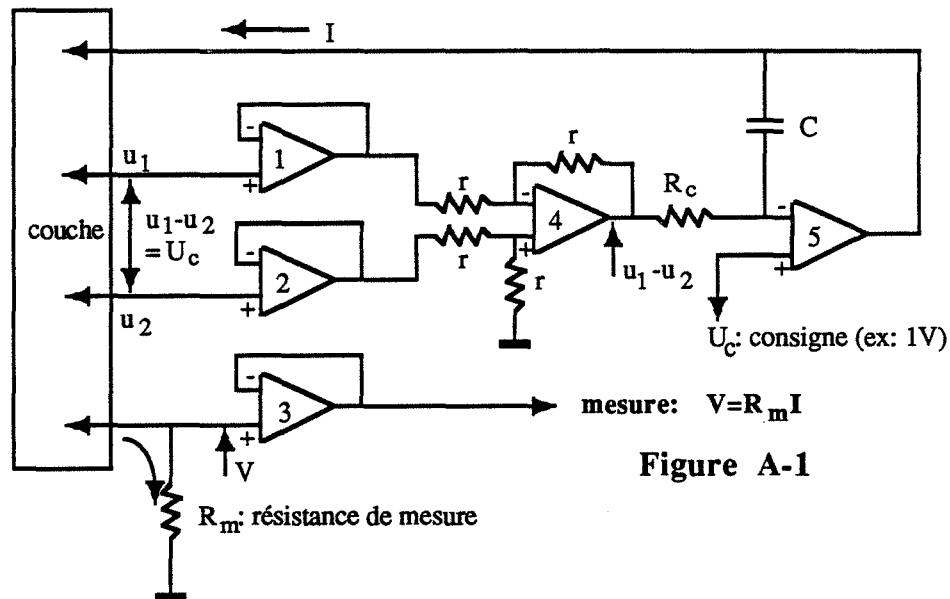 I
C
r
u1
1
r
r
4
Rc
5
couche
u1-u2
= Uc
2
r
u1-u2
u2
Uc: consigne (ex: 1V)
3
mesure: V=RmI
V
Figure A-1
Rm: résistance de mesure